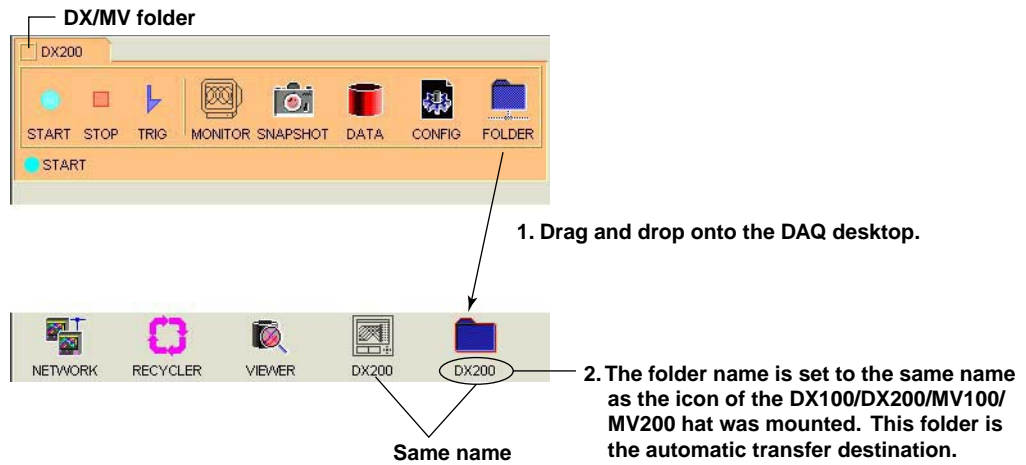 DX/MV folder
DX200
START STOP TRIG MONITOR SNAPSHOT DATA CONFIG FOLDER
START
1. Drag and drop onto the DAQ desktop.
NETWORK RECYCLER VIEWER DX200 DX200
2. The folder name is set to the same name
as the icon of the DX100/DX200/MV100/
MV200 hat was mounted. This folder is
the automatic transfer destination.
Same name